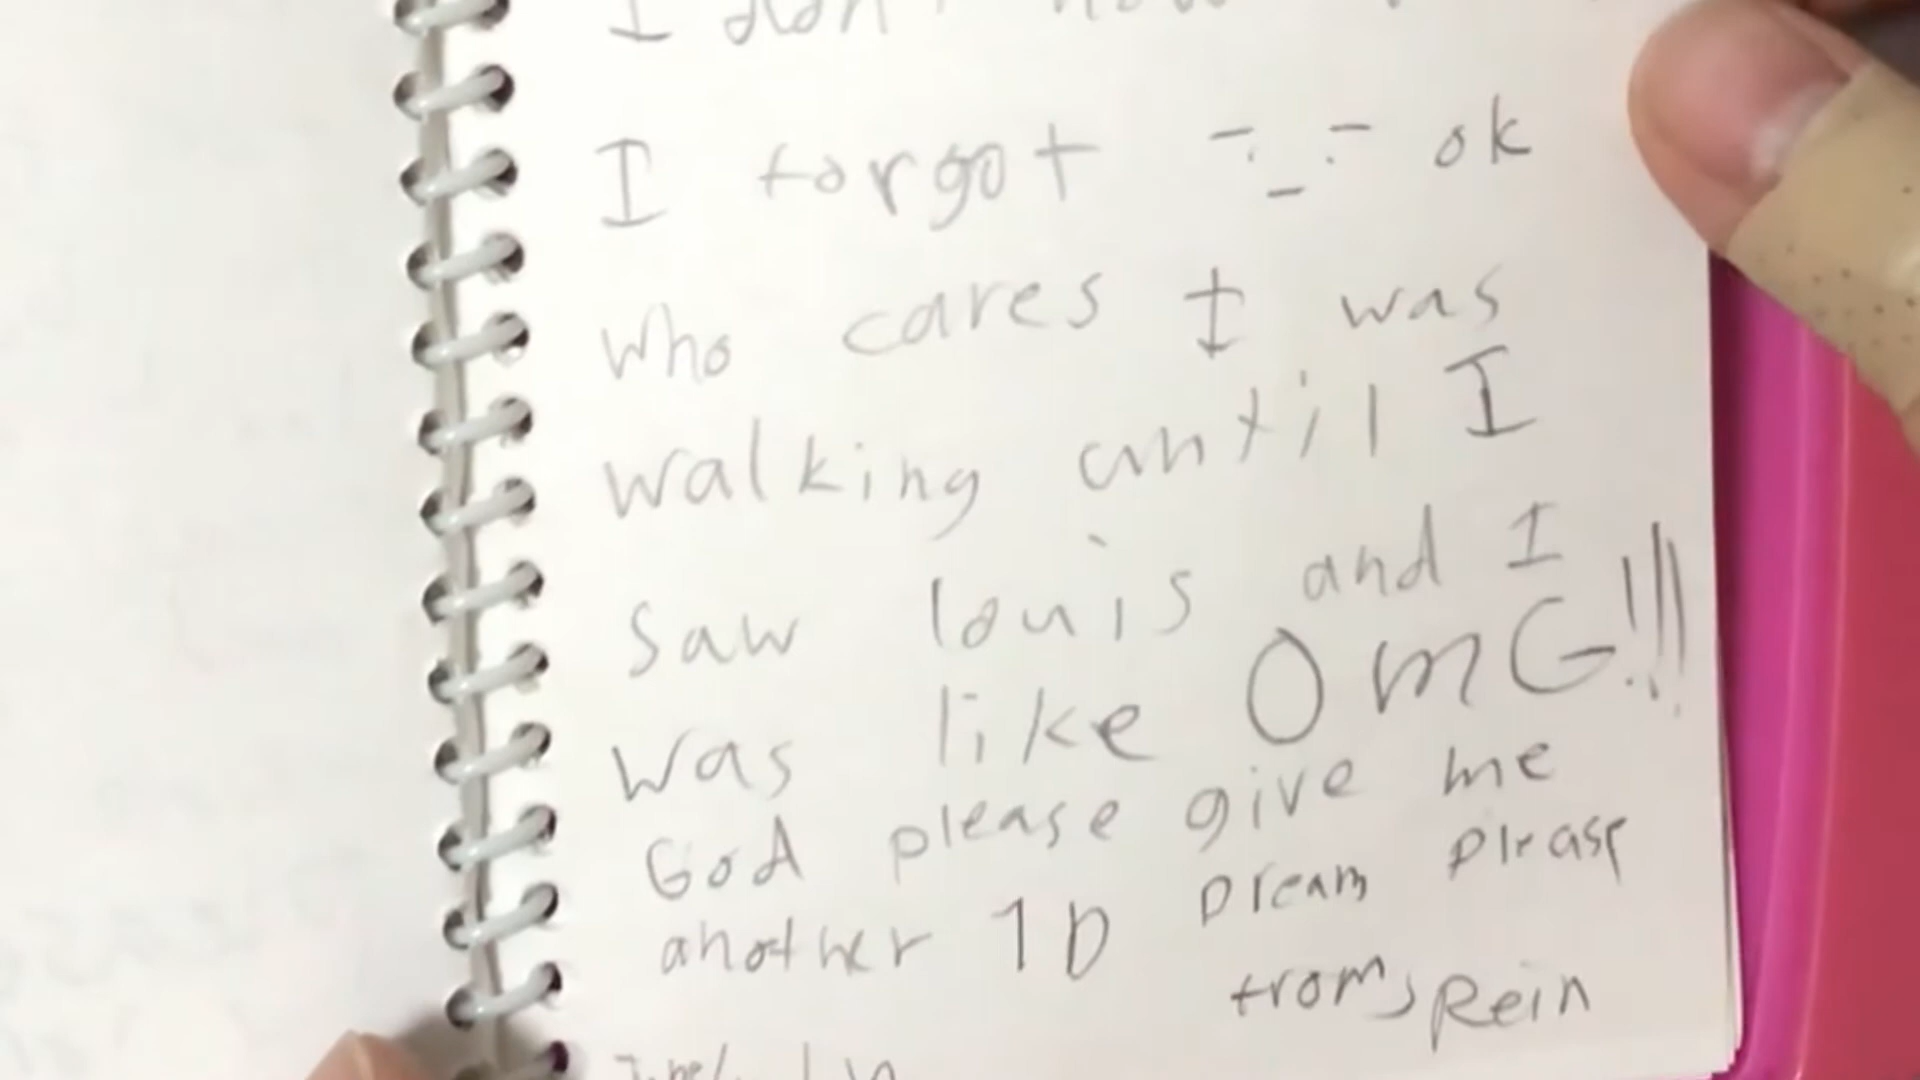 I don't
I forgot -._.- ok
who cares I was
walking until I
saw louis and I
was like OMG!!!
God please give me
another 1D Dream please
from, Rein